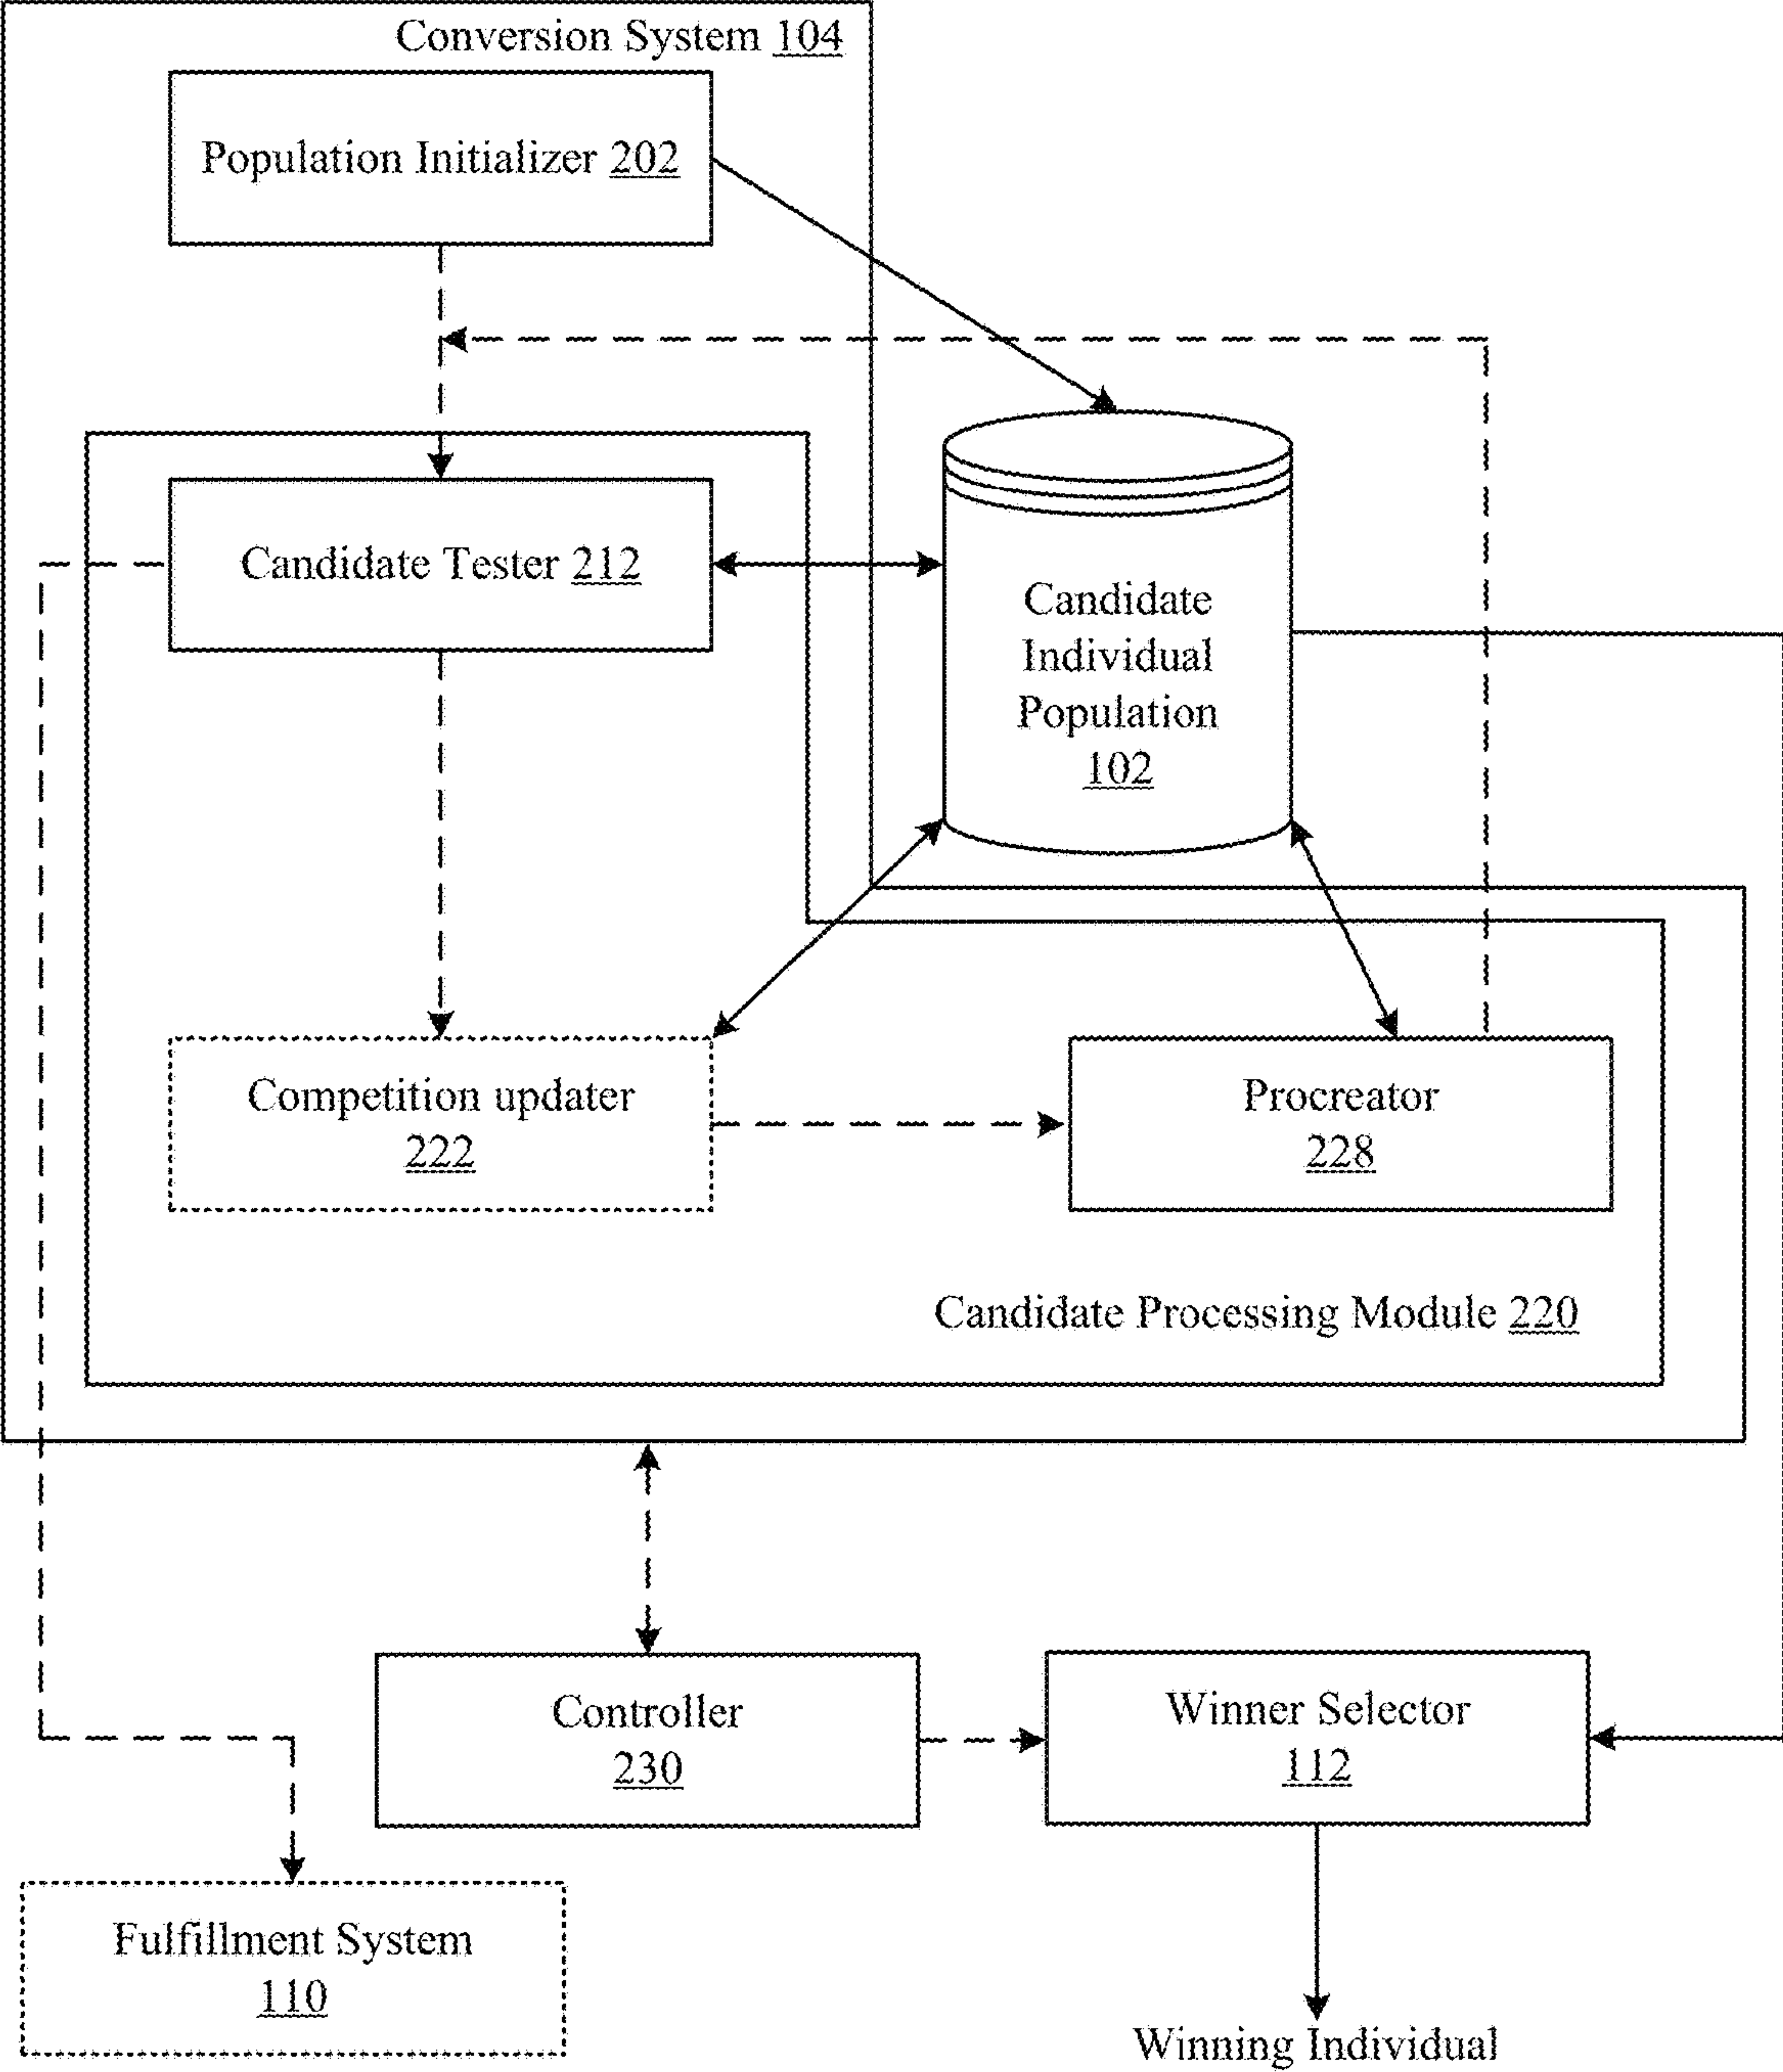 Conversion System 104
Population Initializer 202
Candidate Tester 212
Candidate
Individual
Population
102
Competition updater
222
Procreator
228
Candidate Processing Module 220
Controller
230
Winner Selector
112
Fulfillment System
110
Winning Individual